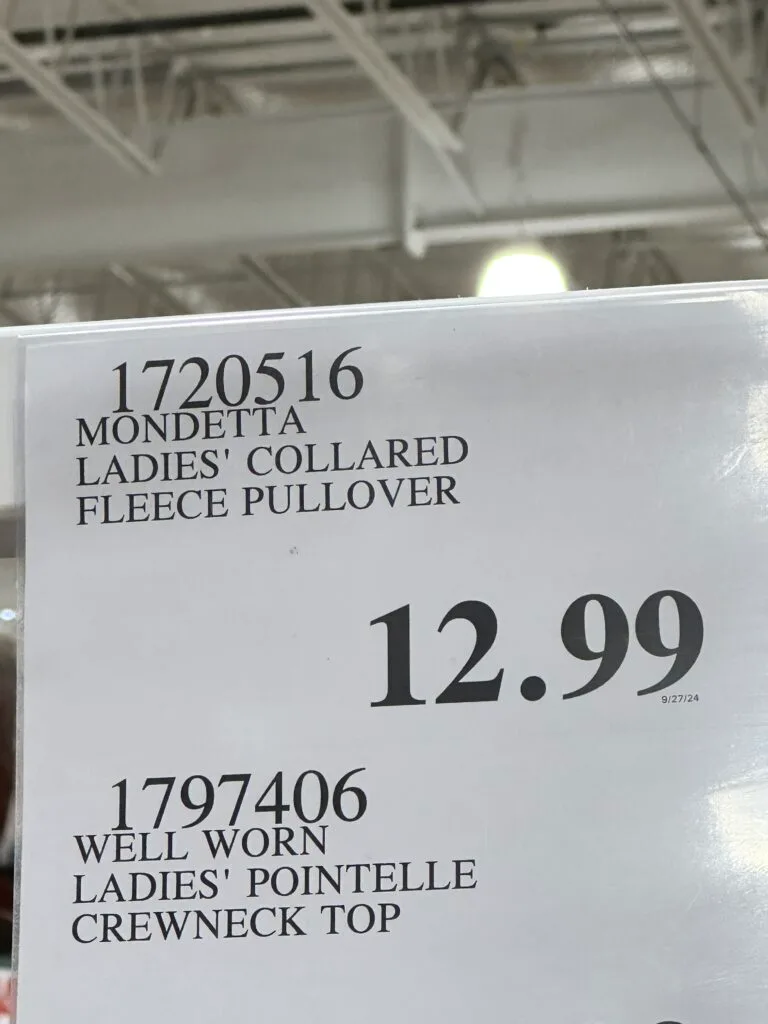 1720516
MONDETTA
LADIES' COLLARED
FLEECE PULLOVER
12.99
9/27/24
1797406
WELL WORN
LADIES' POINTELLE
CREWNECK TOP